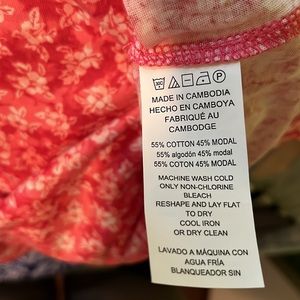 MADE IN CAMBODIA
HECHO EN CAMBOYA
FABRIQUÉ AU
CAMBODGE
55% COTTON 45% MODAL
55% algodón 45% modal
55% COTON 45% MODAL
MACHINE WASH COLD
ONLY NON-CHLORINE
BLEACH
RESHAPE AND LAY FLAT
TO DRY
COOL IRON
OR DRY CLEAN
LAVADO A MÁQUINA CON
AGUA FRÍA
BLANQUEADOR SIN